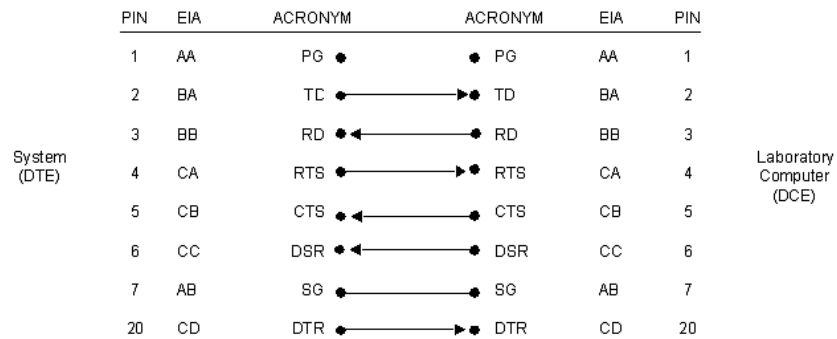 PIN EIA ACRONYM ACRONYM EIA PIN
1 AA PG PG AA 1
2 BA TD TD BA 2
3 BB RD RD BB 3
System
(DTE)
4 CA RTS RTS CA 4
Laboratory
Computer
(DCE)
5 CB CTS CTS CB 5
6 CC DSR DSR CC 6
7 AB SG SG AB 7
20 CD DTR DTR CD 20